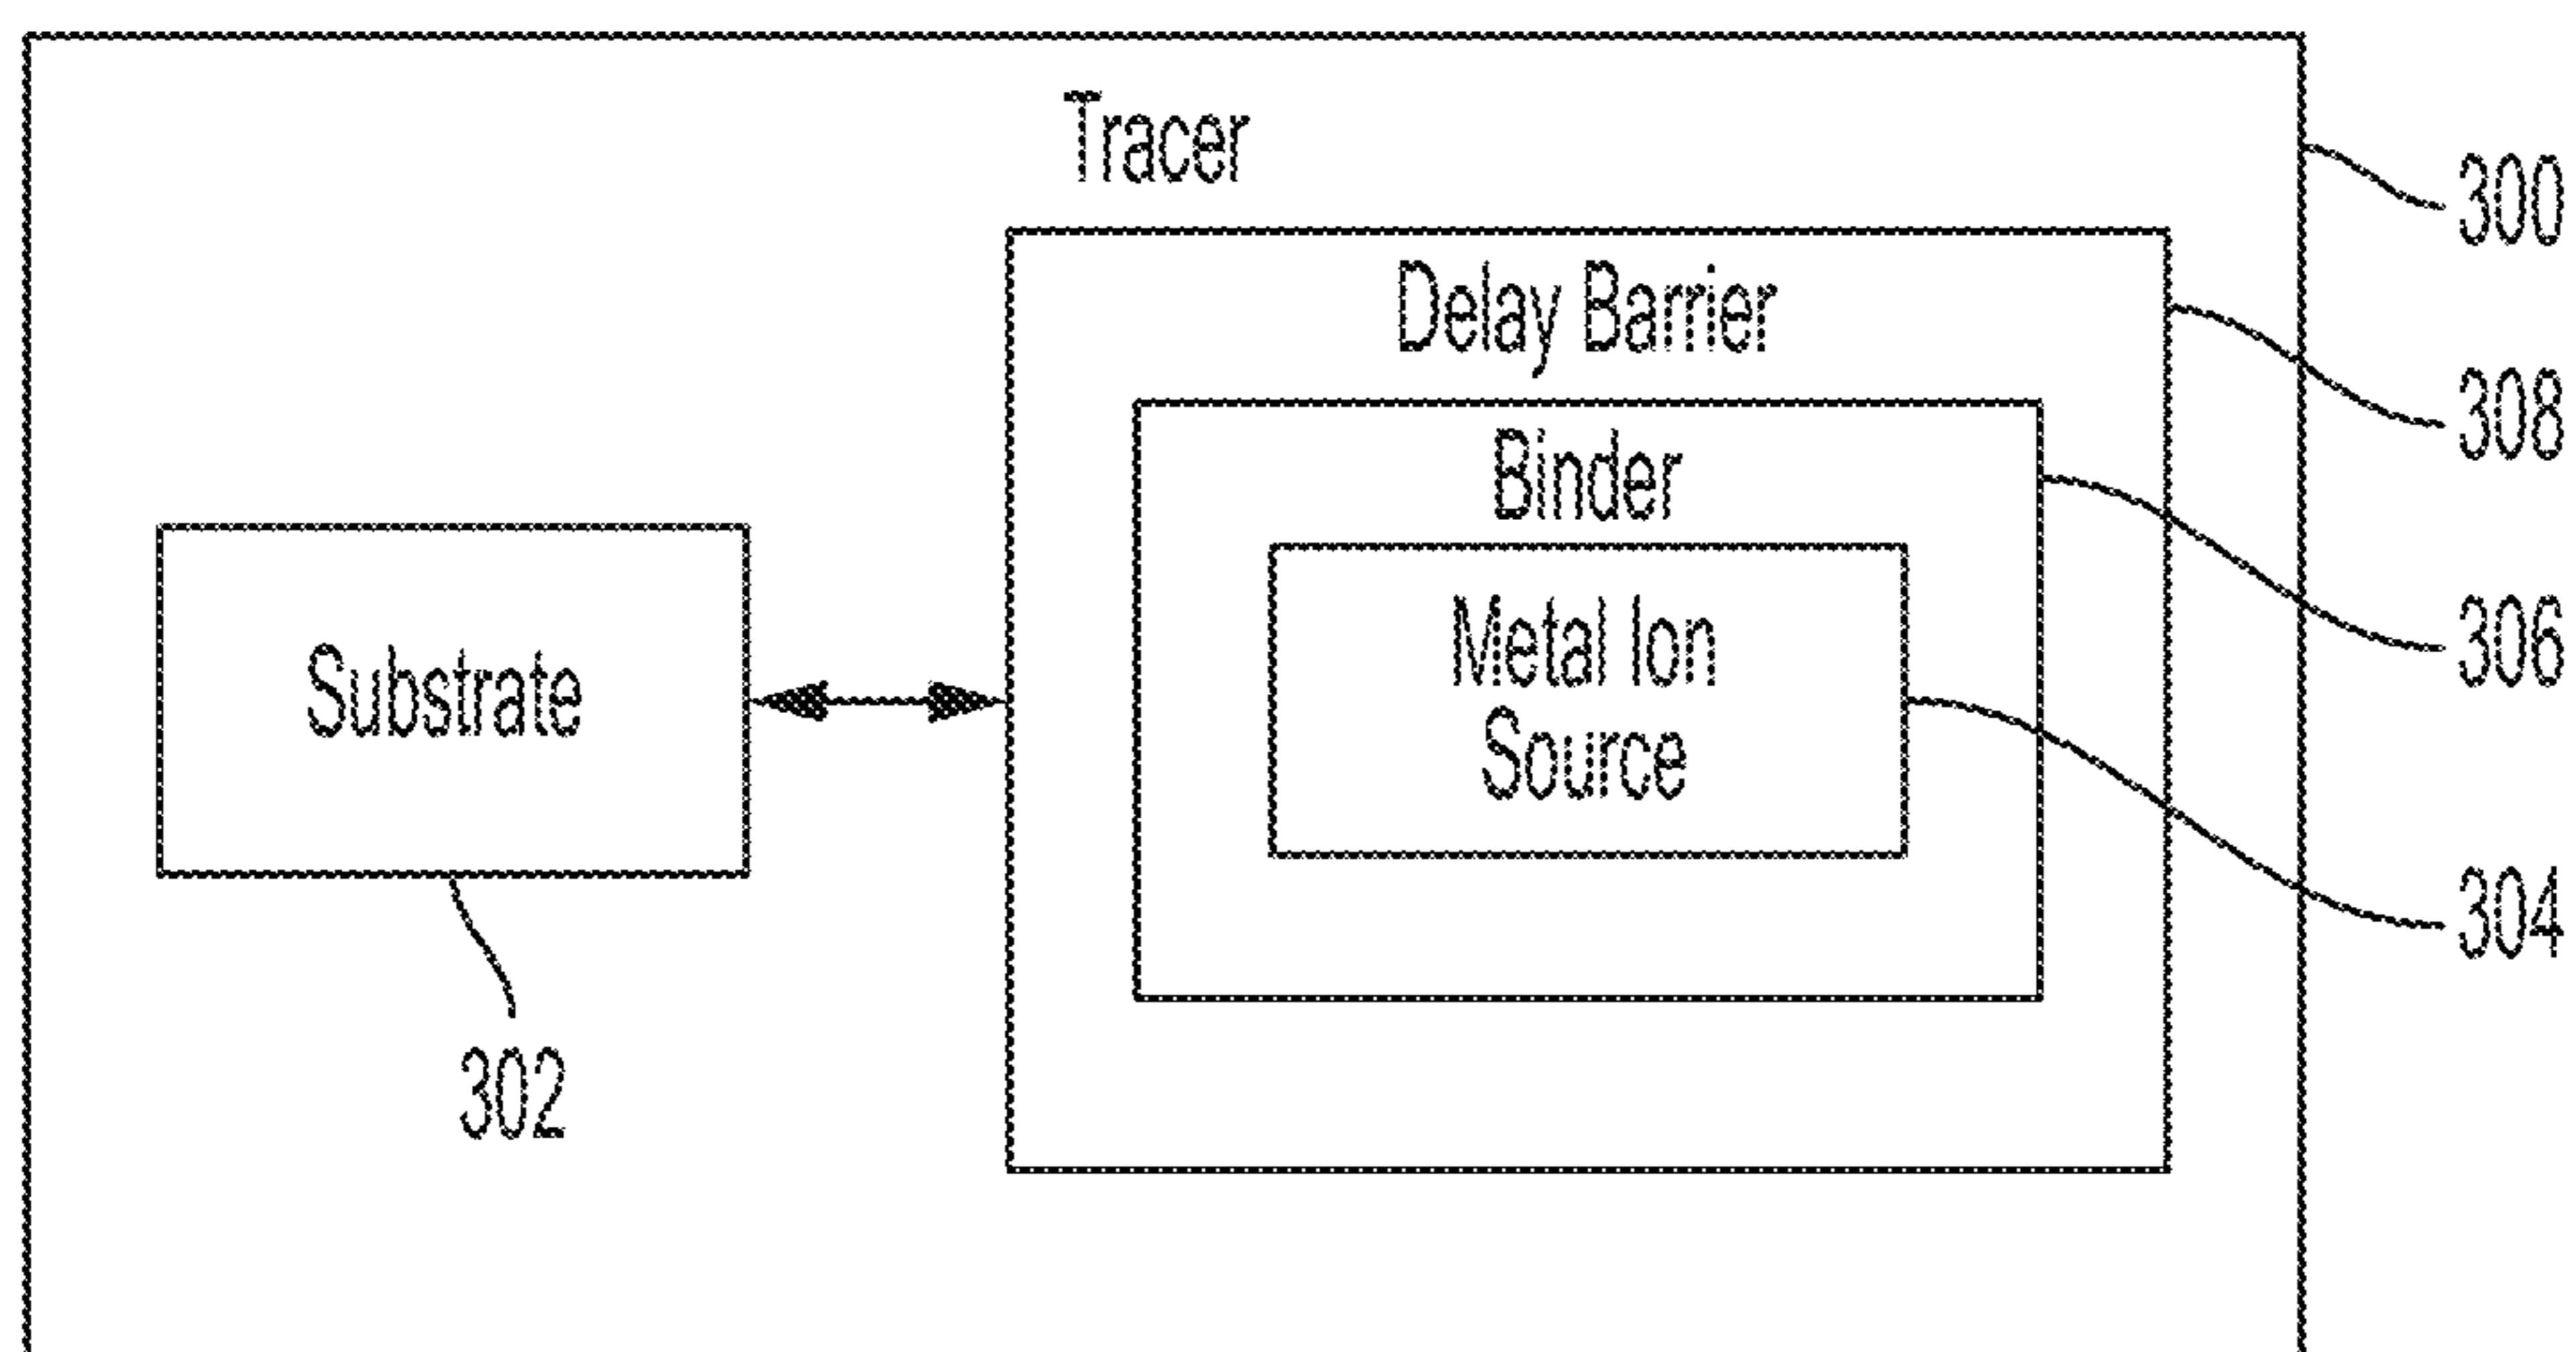 Tracer
300
Delay Barrier
308
Binder
306
Metal Ion
Source
304
Substrate
302